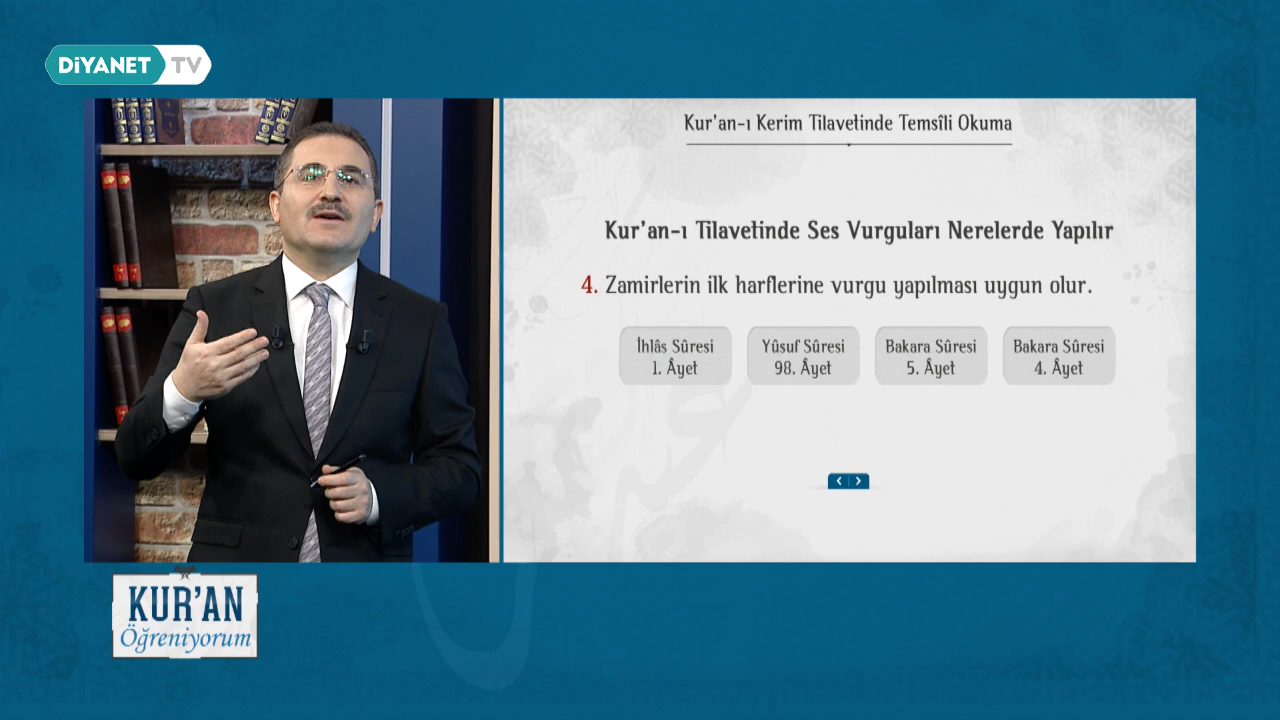 DİYANET TV
Kur'an-ı Kerim Tilavetinde Temsîli Okuma
Kur'an-ı Tilavetinde Ses Vurguları Nerelerde Yapılır
4. Zamirlerin ilk harflerine vurgu yapılması uygun olur.
İhlâs Sûresi
1. Âyet
Yûsuf Sûresi
98. Âyet
Bakara Sûresi
5. Âyet
Bakara Sûresi
4. Âyet
KUR'AN
Öğreniyorum